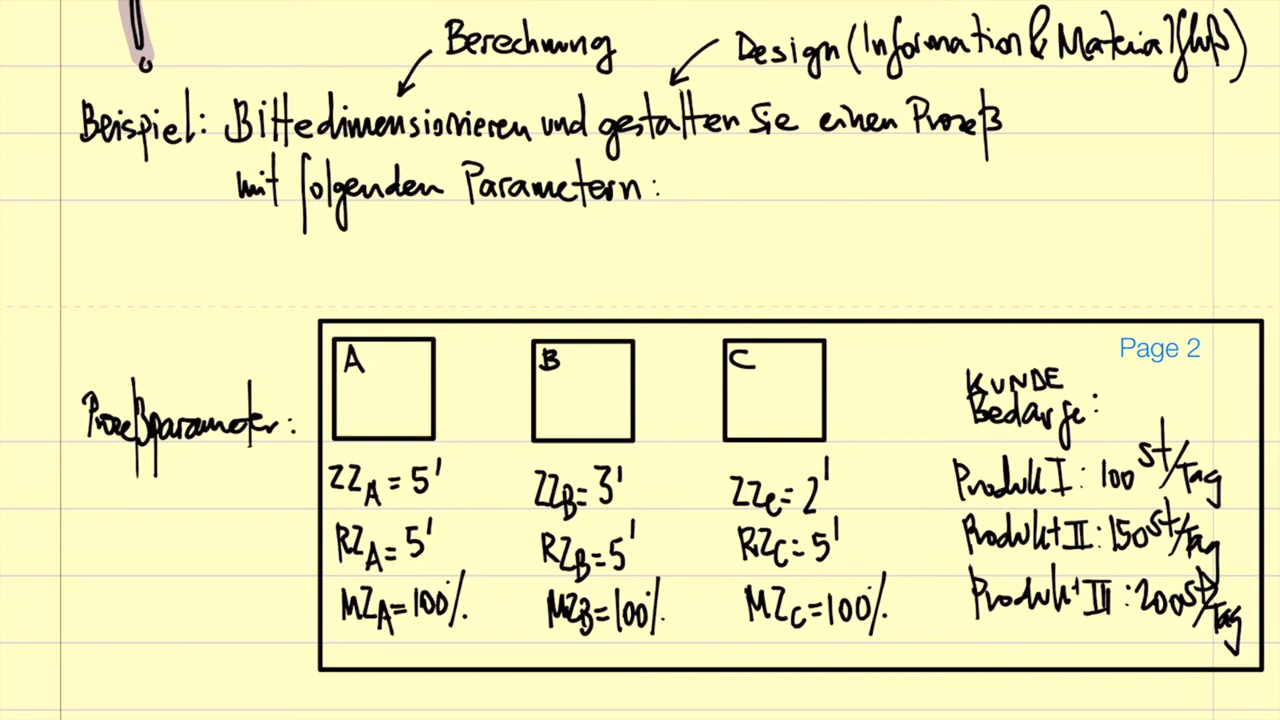 Berechnung
Design (Information & Materialfluß)
Beispiel: Bitte dimensionieren und gestalten Sie einen Prozeß
mit folgenden Parametern:
Page 2
Prozeßparameter:
A B C
KUNDE
Bedarfe:
ZZA = 5' ZZB = 3' ZZC = 2' Produkt I : 100 St/Tag
RZA = 5' RZB = 5' RZC = 5' Produkt II : 150 St/Tag
MZA = 100% MZB = 100% MZC = 100% Produkt III : 200 St/Tag